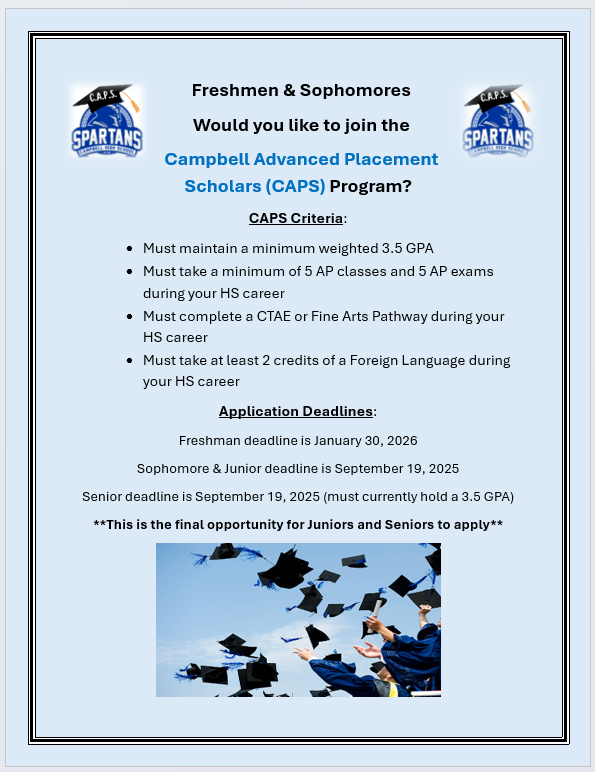 Freshmen & Sophomores
C.A.P.S.
SPARTANS
CAMPBELL HIGH SCHOOL
C.A.P.S.
SPARTANS
CAMPBELL HIGH SCHOOL
Would you like to join the
Campbell Advanced Placement
Scholars (CAPS) Program?
CAPS Criteria:
• Must maintain a minimum weighted 3.5 GPA
• Must take a minimum of 5 AP classes and 5 AP exams
during your HS career
• Must complete a CTAE or Fine Arts Pathway during your
HS career
• Must take at least 2 credits of a Foreign Language during
your HS career
Application Deadlines:
Freshman deadline is January 30, 2026
Sophomore & Junior deadline is September 19, 2025
Senior deadline is September 19, 2025 (must currently hold a 3.5 GPA)
**This is the final opportunity for Juniors and Seniors to apply**